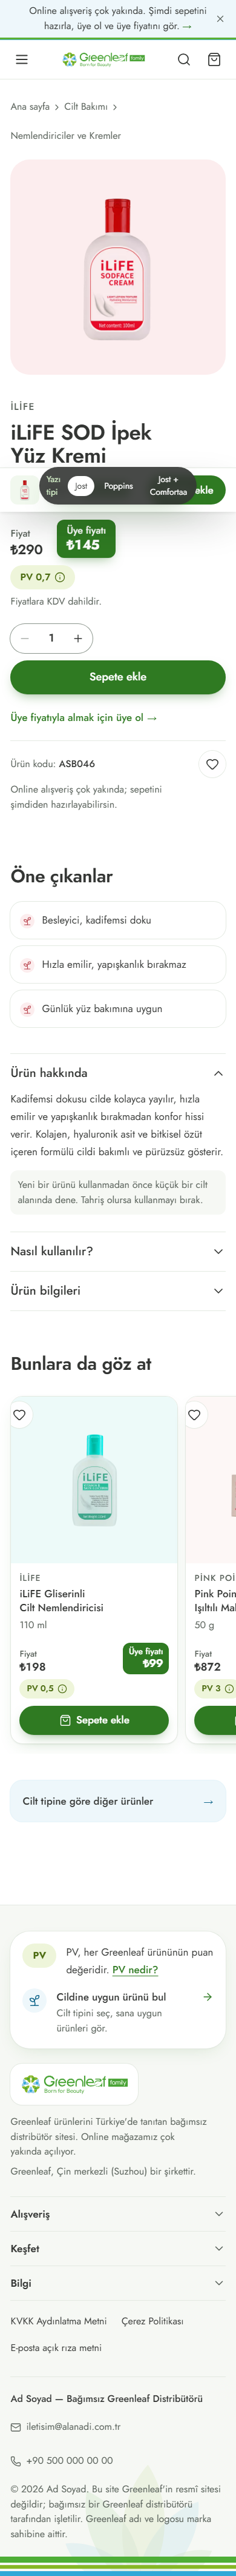 Online alışveriş çok yakında. Şimdi sepetini
hazırla, üye ol ve üye fiyatını gör. →
Greenleaf family
Born for Beauty
Ana sayfa > Cilt Bakımı >
Nemlendiriciler ve Kremler
iLiFE
SODFACE
CREAM
Net content: 100ml
İLİFE
iLiFE SOD İpek
Yüz Kremi
Yazı tipi
Jost
Poppins
Jost + Comfortaa
ekle
Fiyat
₺290
Üye fiyatı
₺145
PV 0,7
Fiyatlara KDV dahildir.
1
Sepete ekle
Üye fiyatıyla almak için üye ol →
Ürün kodu: ABS046
Online alışveriş çok yakında; sepetini
şimdiden hazırlayabilirsin.
Öne çıkanlar
Besleyici, kadifemsi doku
Hızla emilir, yapışkanlık bırakmaz
Günlük yüz bakımına uygun
Ürün hakkında
Kadifemsi dokusu cilde kolayca yayılır, hızla
emilir ve yapışkanlık bırakmadan konfor hissi
verir. Kolajen, hyaluronik asit ve bitkisel özüt
içeren formülü cildi bakımlı ve pürüzsüz gösterir.
Yeni bir ürünü kullanmadan önce küçük bir cilt
alanında dene. Tahriş olursa kullanmayı bırak.
Nasıl kullanılır?
Ürün bilgileri
Bunlara da göz at
iLiFE
İLİFE
iLiFE Gliserinli
Cilt Nemlendiricisi
110 ml
Fiyat
₺198
Üye fiyatı
₺99
PV 0,5
Sepete ekle
PİNK POİ
Pink Poin
Işıltılı Mal
50 g
Fiyat
₺872
PV 3
Cilt tipine göre diğer ürünler →
PV
PV, her Greenleaf ürününün puan
değeridir. PV nedir?
Cildine uygun ürünü bul →
Cilt tipini seç, sana uygun
ürünleri gör.
Greenleaf family
Born for Beauty
Greenleaf ürünlerini Türkiye'de tanıtan bağımsız
distribütör sitesi. Online mağazamız çok
yakında açılıyor.
Greenleaf, Çin merkezli (Suzhou) bir şirkettir.
Alışveriş
Keşfet
Bilgi
KVKK Aydınlatma Metni Çerez Politikası
E-posta açık rıza metni
Ad Soyad — Bağımsız Greenleaf Distribütörü
iletisim@alanadi.com.tr
+90 500 000 00 00
© 2026 Ad Soyad. Bu site Greenleaf'in resmî sitesi
değildir; bağımsız bir Greenleaf distribütörü
tarafından işletilir. Greenleaf adı ve logosu marka
sahibine aittir.